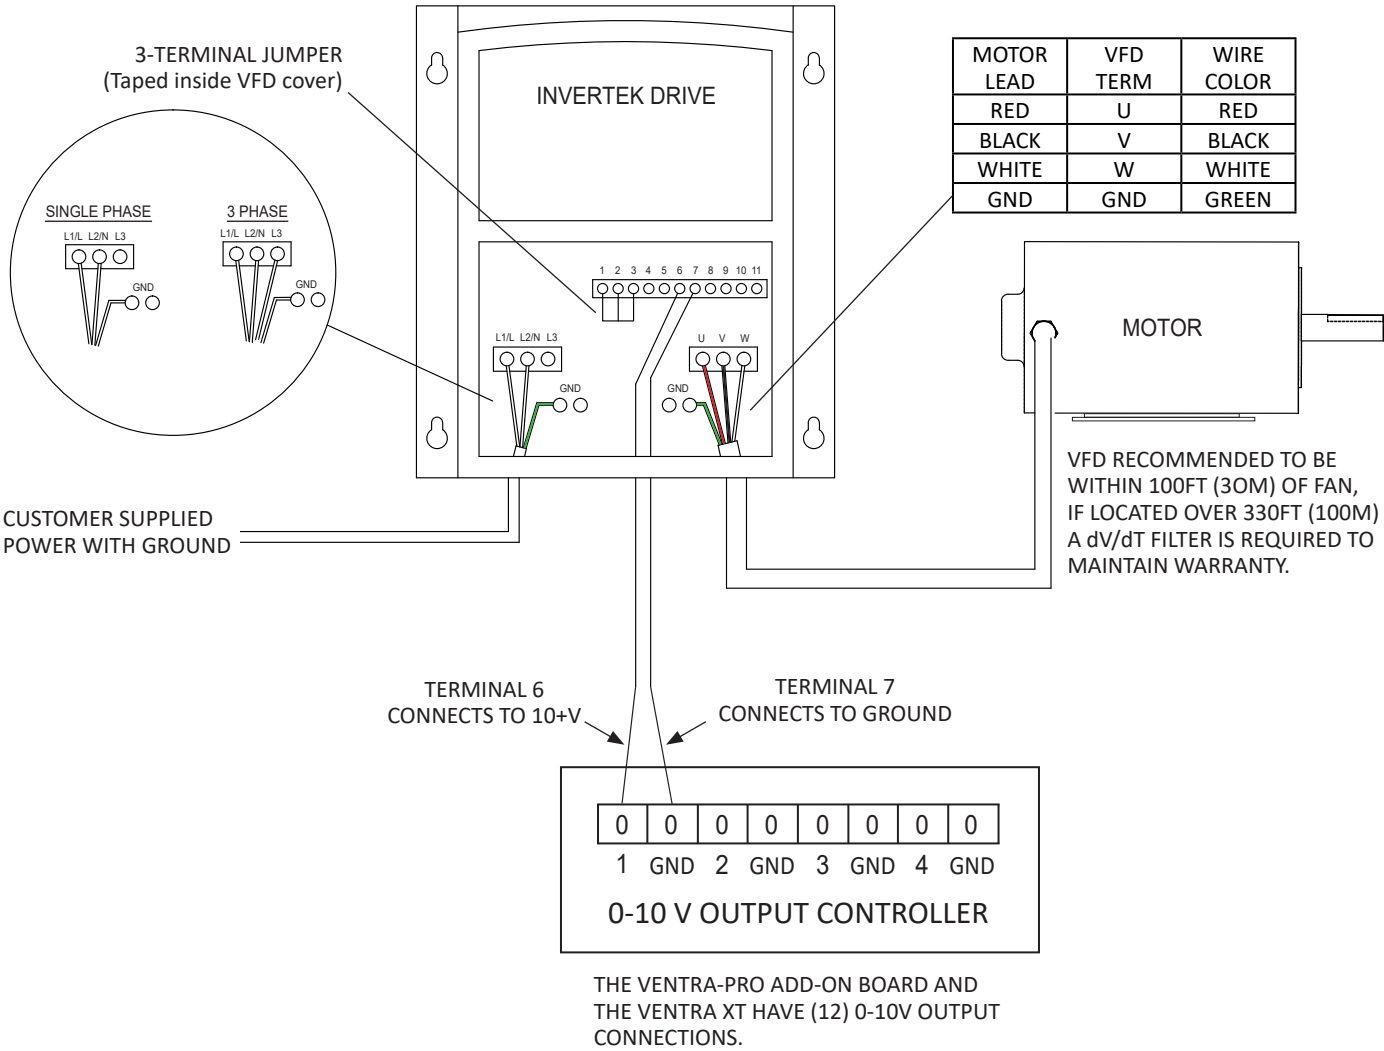 3-TERMINAL JUMPER
(Taped inside VFD cover)
INVERTEK DRIVE
MOTOR LEAD VFD TERM WIRE COLOR
RED U RED
BLACK V BLACK
WHITE W WHITE
GND GND GREEN
SINGLE PHASE
L1/L L2/N L3
GND
3 PHASE
L1/L L2/N L3
GND
1 2 3 4 5 6 7 8 9 10 11
L1/L L2/N L3
GND
U V W
GND
MOTOR
VFD RECOMMENDED TO BE
WITHIN 100FT (3OM) OF FAN,
IF LOCATED OVER 330FT (100M)
A dV/dT FILTER IS REQUIRED TO
MAINTAIN WARRANTY.
CUSTOMER SUPPLIED
POWER WITH GROUND
TERMINAL 6
CONNECTS TO 10+V
TERMINAL 7
CONNECTS TO GROUND
0 0 0 0 0 0 0 0
1 GND 2 GND 3 GND 4 GND
0-10 V OUTPUT CONTROLLER
THE VENTRA-PRO ADD-ON BOARD AND
THE VENTRA XT HAVE (12) 0-10V OUTPUT
CONNECTIONS.